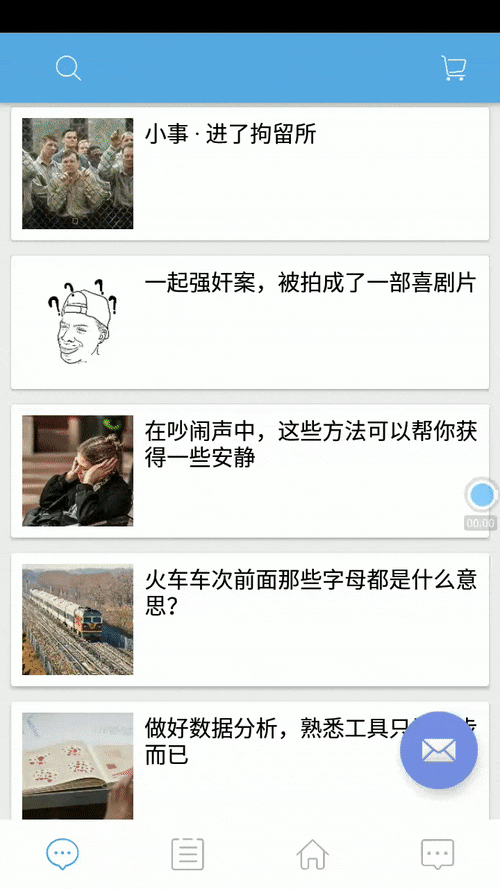 小事 · 进了拘留所
一起强奸案，被拍成了一部喜剧片
在吵闹声中，这些方法可以帮你获
得一些安静
00:00
火车车次前面那些字母都是什么意
思？
做好数据分析，熟悉工具只
而已